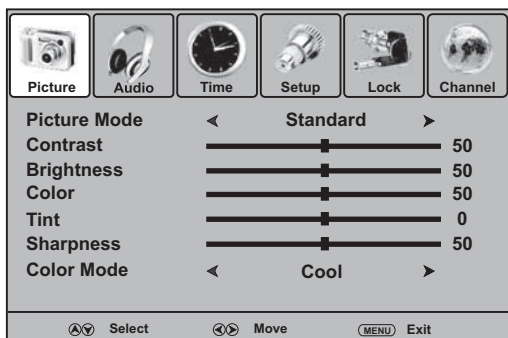 Picture Audio Time Setup Lock Channel
Picture Mode Standard
Contrast 50
Brightness 50
Color 50
Tint 0
Sharpness 50
Color Mode Cool
Select Move MENU Exit